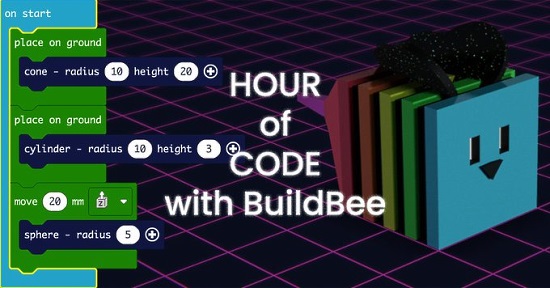 on start
place on ground
cone - radius 10 height 20
place on ground
cylinder - radius 10 height 3
move 20 mm z
sphere - radius 5
HOUR
of
CODE
with BuildBee